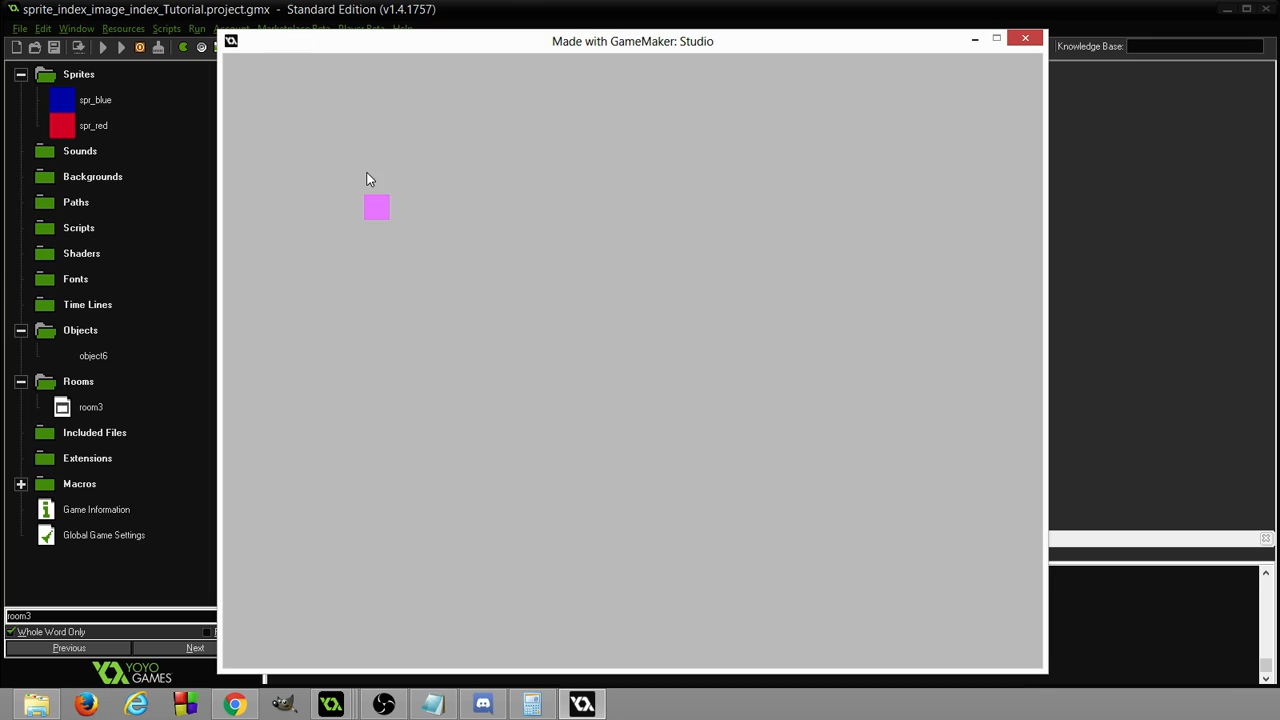 sprite_index_image_index_Tutorial.project.gmx - Standard Edition (v1.4.1757)
File Edit Window Resources Scripts Run
Made with GameMaker: Studio
Knowledge Base:
Sprites
spr_blue
spr_red
Sounds
Backgrounds
Paths
Scripts
Shaders
Fonts
Time Lines
Objects
object6
Rooms
room3
Included Files
Extensions
Macros
Game Information
Global Game Settings
room3
Whole Word Only
Previous Next
YOYO
GAMES